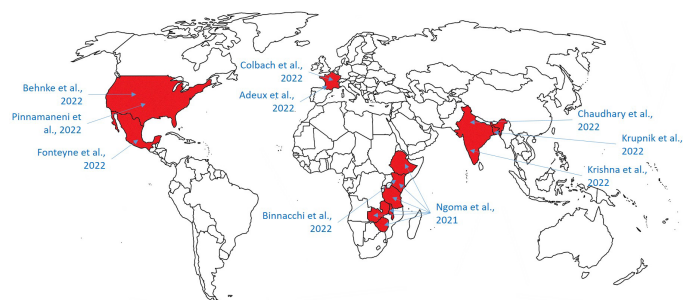 Colbach et al.,
2022
Behnke et al.,
2022
Adeux et al.,
2022
Pinnamaneni et
al., 2022
Chaudhary et al.,
2022
Krupnik et al.,
2022
Fonteyne et al.,
2022
Krishna et al.,
2022
Binnacchi et al.,
2022
Ngoma et al.,
2021